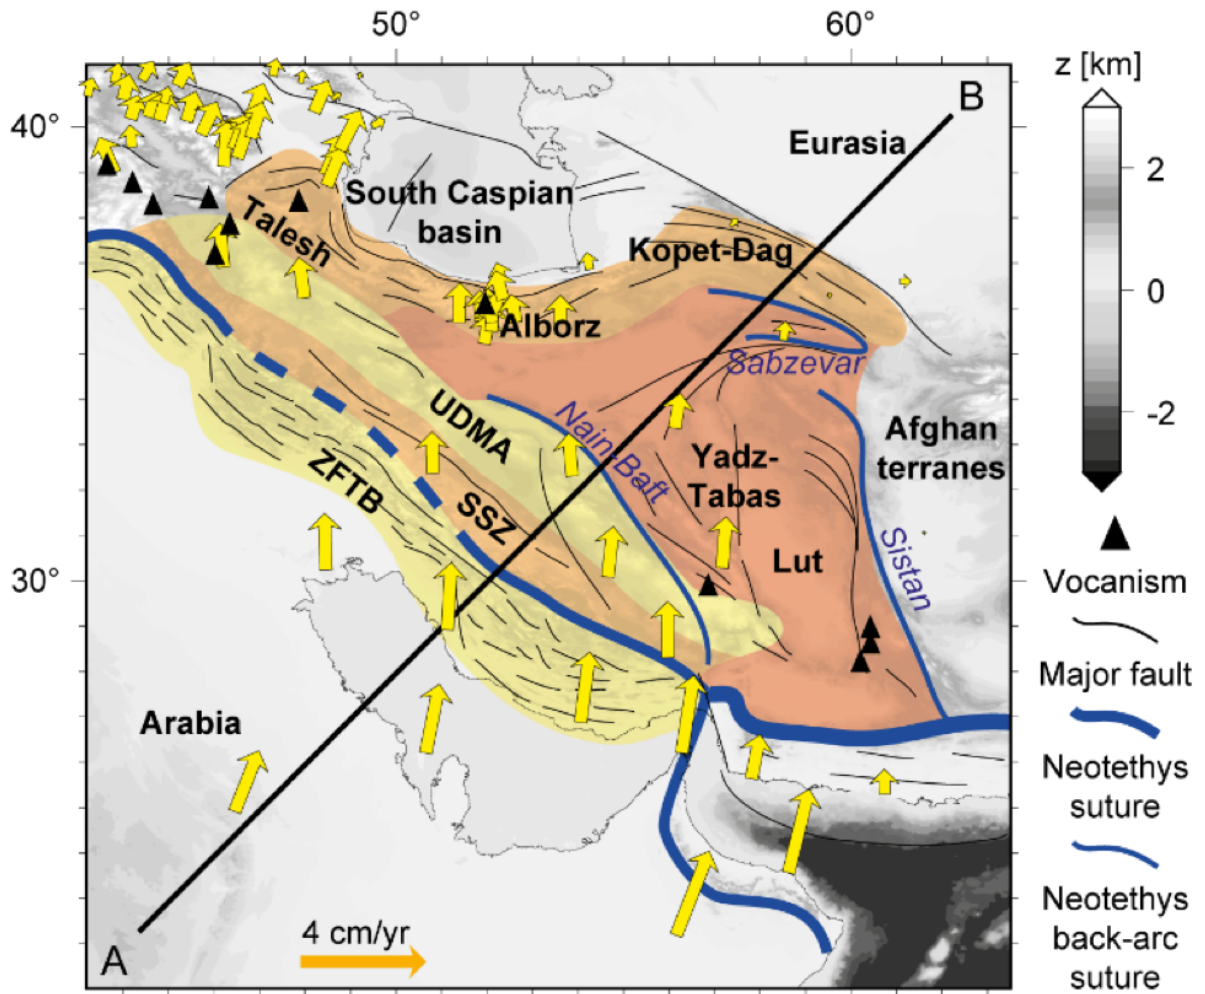 50°
60°
40°
30°
B
Eurasia
South Caspian
basin
Talesh
Kopet-Dag
Alborz
Sabzevar
UDMA
Nain-Baft
Afghan
terranes
Yadz-
Tabas
ZFTB
SSZ
Lut
Sistan
Arabia
4 cm/yr
A
z [km]
2
0
-2
Vocanism
Major fault
Neotethys
suture
Neotethys
back-arc
suture